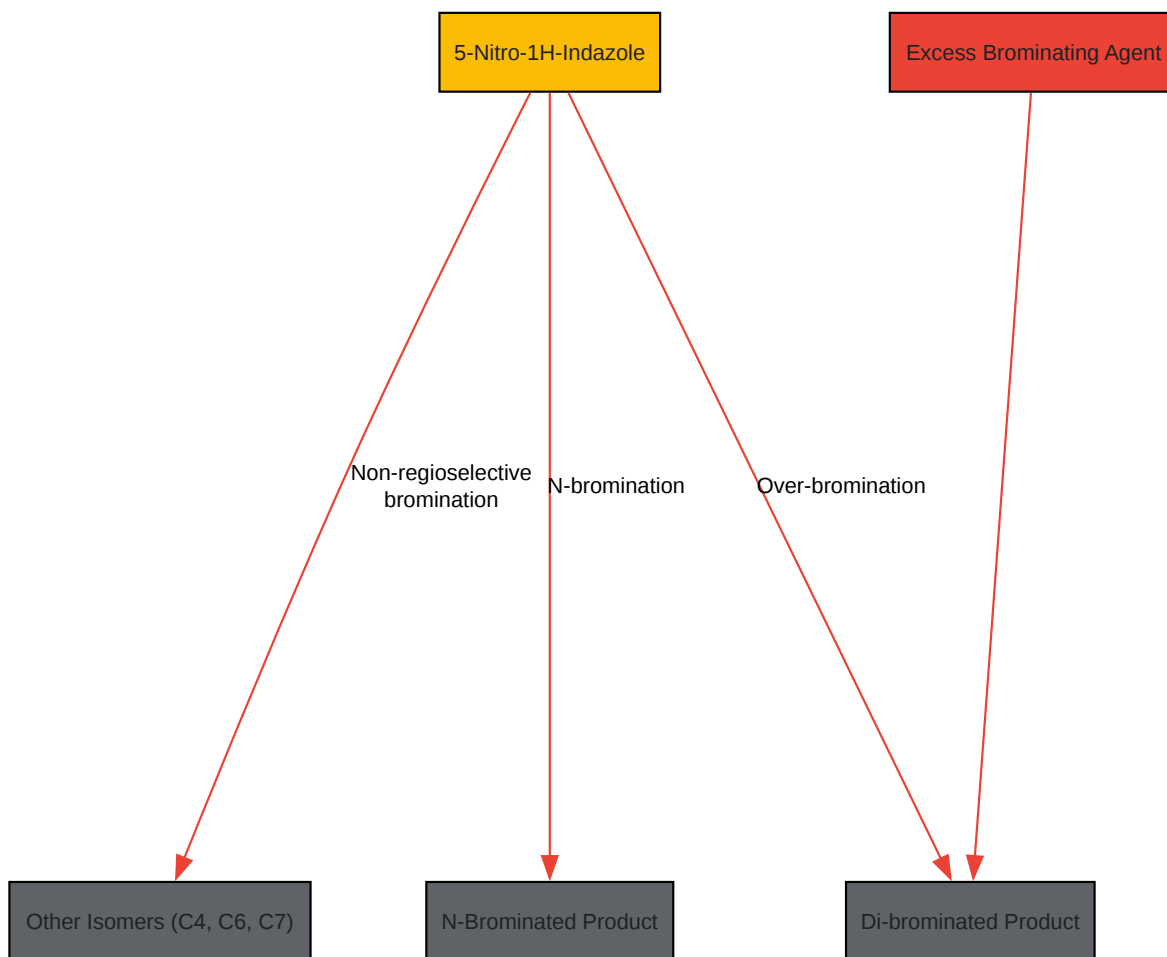 5-Nitro-1H-Indazole
Excess Brominating Agent
Non-regioselective
bromination
N-bromination
Over-bromination
Other Isomers (C4, C6, C7)
N-Brominated Product
Di-brominated Product